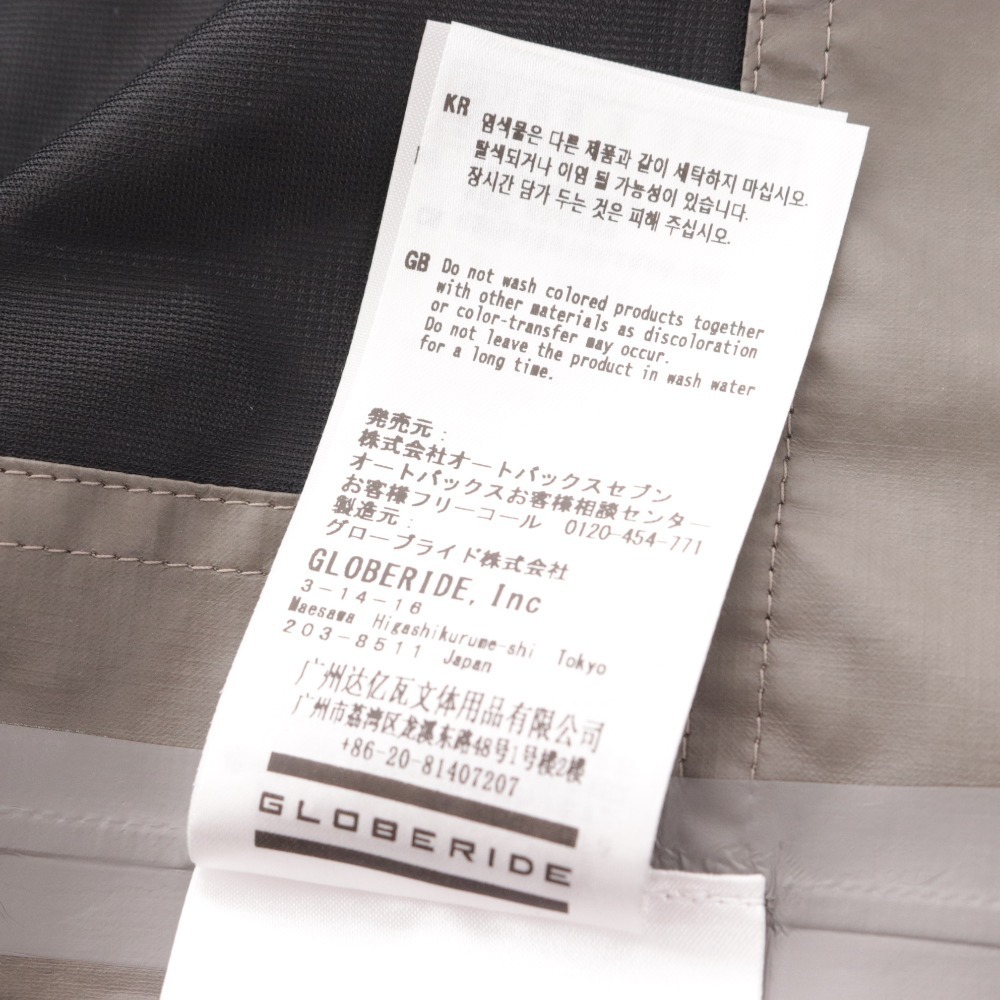 KR 염색물은 다른 제품과 같이 세탁하지 마십시오.
탈색되거나 이염 될 가능성이 있습니다.
장시간 담가 두는 것은 피해 주십시오.
GB Do not wash colored products together
with other materials as discoloration
or color-transfer may occur.
Do not leave the product in wash water
for a long time.
発売元:
株式会社オートバックスセブン
オートバックスお客様相談センター
お客様フリーコール 0120-454-771
製造元:
グローブライド株式会社
GLOBERIDE, Inc
3-14-16
Maesawa Higashikurume-shi Tokyo
203-8511 Japan
广州达亿瓦文体用品有限公司
广州市荔湾区龙溪东路48号1号楼2楼
+86-20-81407207
GLOBERIDE